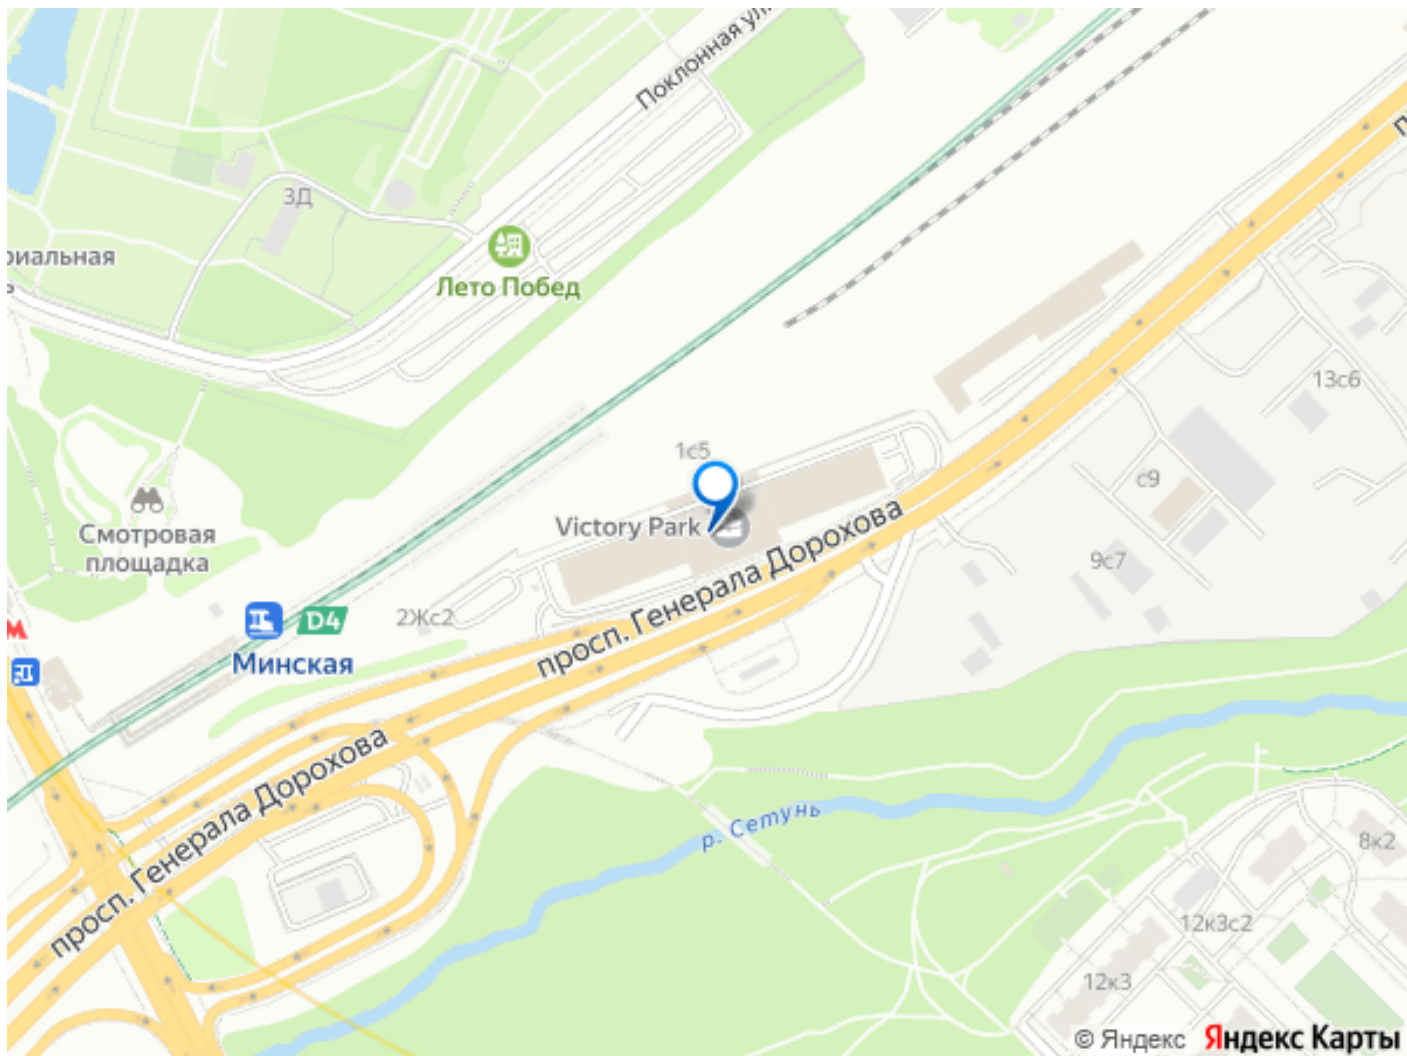 Поклонная ул.
3Д
риальная
Лето Побед
13с6
1с5
с9
Victory Park
Смотровая
площадка
9с7
просп. Генерала Дорохова
2Жс2
D4
Минская
просп. Генерала Дорохова
р. Сетунь
8к2
12к3с2
12к3
© Яндекс Яндекс Карты